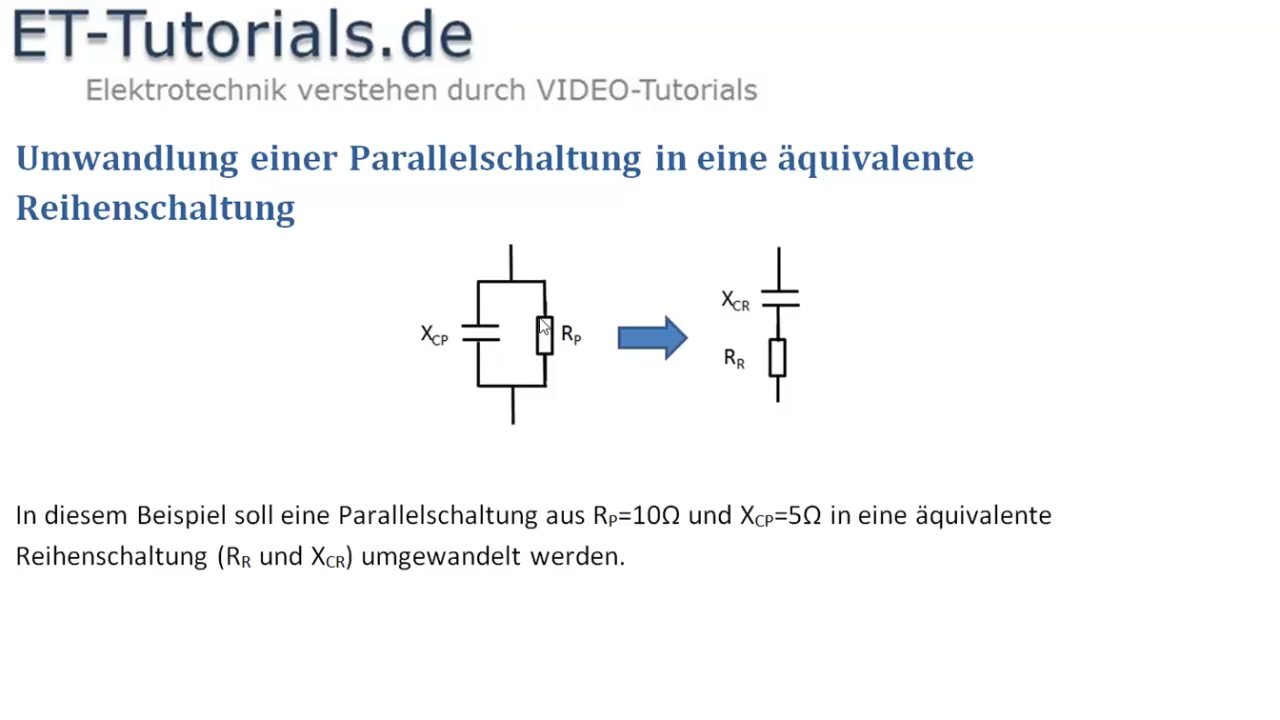 ET-Tutorials.de
Elektrotechnik verstehen durch VIDEO-Tutorials
Umwandlung einer Parallelschaltung in eine äquivalente
Reihenschaltung
XCP
RP
XCR
RR
In diesem Beispiel soll eine Parallelschaltung aus RP=10Ω und XCP=5Ω in eine äquivalente
Reihenschaltung (RR und XCR) umgewandelt werden.